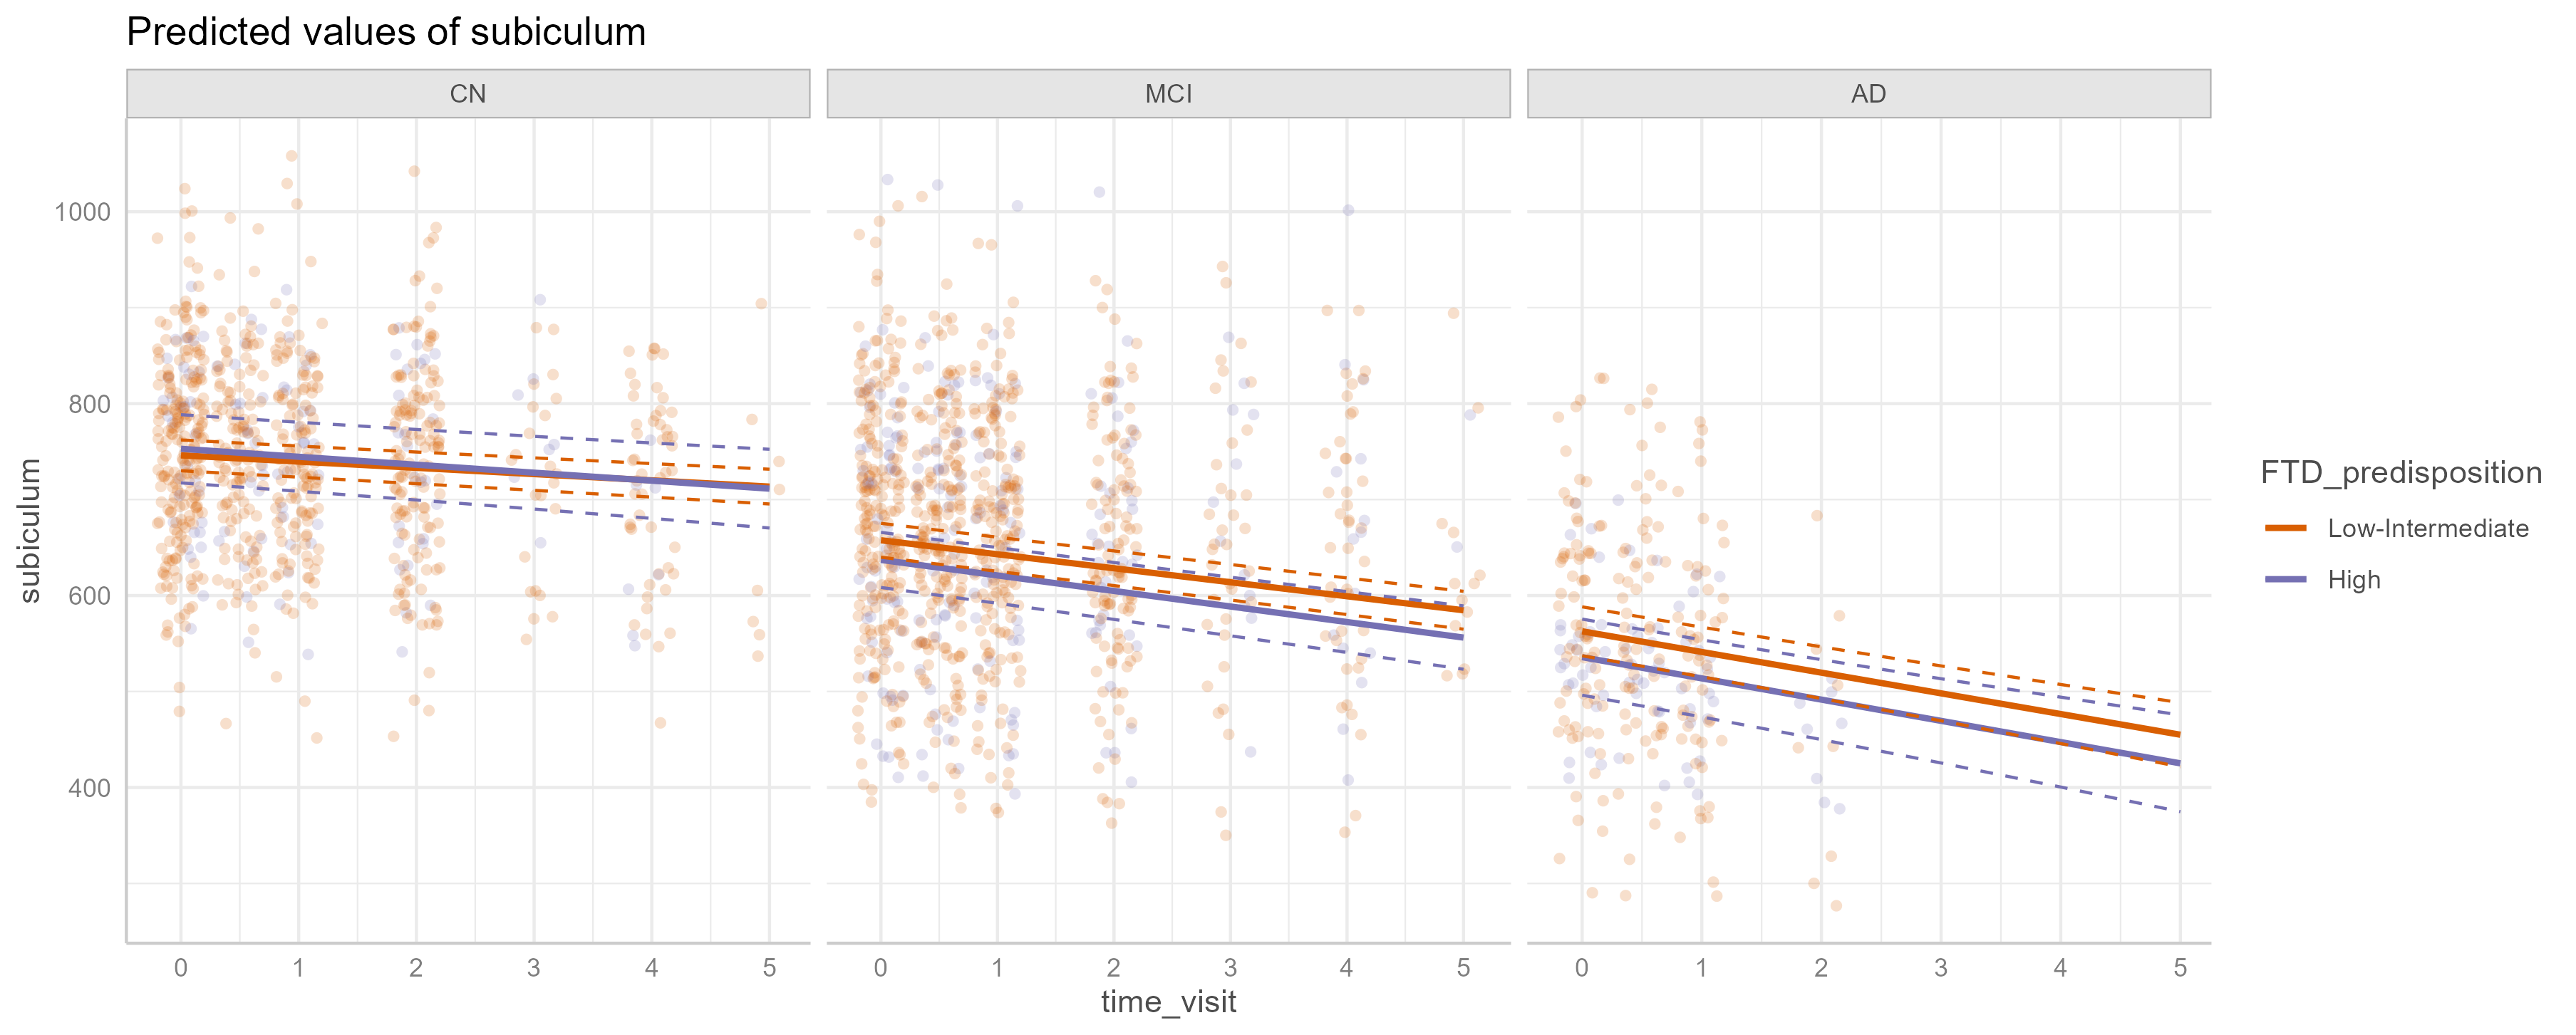 Predicted values of subiculum
CN
MCI
AD
1000
800
600
400
subiculum
0 1 2 3 4 5
0 1 2 3 4 5
0 1 2 3 4 5
time_visit
FTD_predisposition
Low-Intermediate
High